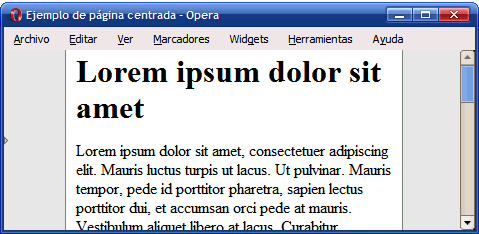 Ejemplo de página centrada - Opera
Archivo Editar Ver Marcadores Widgets Herramientas Ayuda
Lorem ipsum dolor sit
amet
Lorem ipsum dolor sit amet, consectetuer adipiscing
elit. Mauris luctus turpis ut lacus. Ut pulvinar. Mauris
tempor, pede id porttitor pharetra, sapien lectus
porttitor dui, et accumsan orci pede at mauris.
Vestibulum aliquet libero at lacus. Curabitur